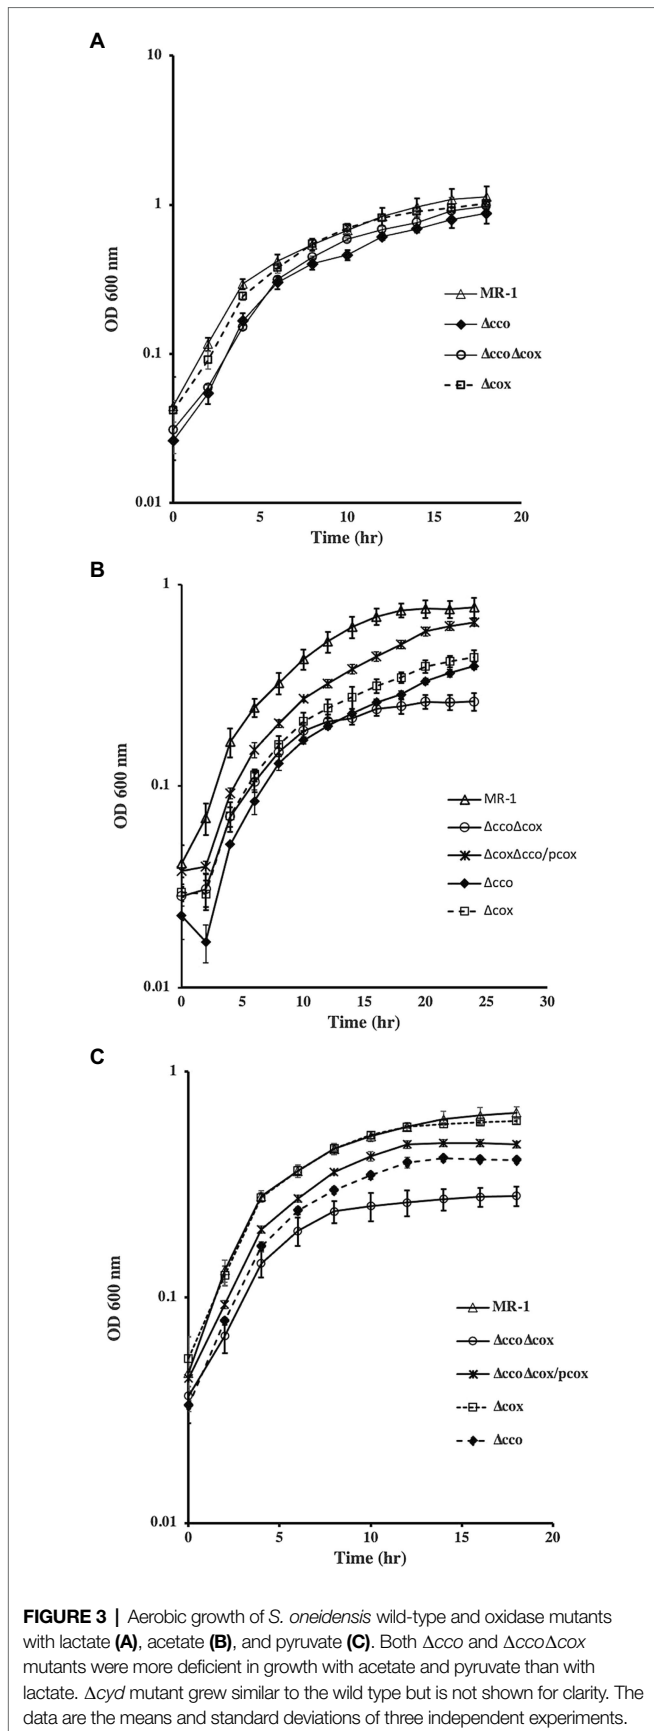 A
10
1
0.1
0.01
OD 600 nm
MR-1
Δcco
ΔccoΔcox
Δcox
0 5 10 15 20
Time (hr)
B
1
0.1
0.01
OD 600 nm
MR-1
ΔccoΔcox
ΔcoxΔcco/pcox
Δcco
Δcox
0 5 10 15 20 25 30
Time (hr)
C
1
0.1
0.01
OD 600 nm
MR-1
ΔccoΔcox
ΔccoΔcox/pcox
Δcox
Δcco
0 5 10 15 20
Time (hr)
FIGURE 3 | Aerobic growth of S. oneidensis wild-type and oxidase mutants
with lactate (A), acetate (B), and pyruvate (C). Both Δcco and ΔccoΔcox
mutants were more deficient in growth with acetate and pyruvate than with
lactate. Δcyd mutant grew similar to the wild type but is not shown for clarity. The
data are the means and standard deviations of three independent experiments.